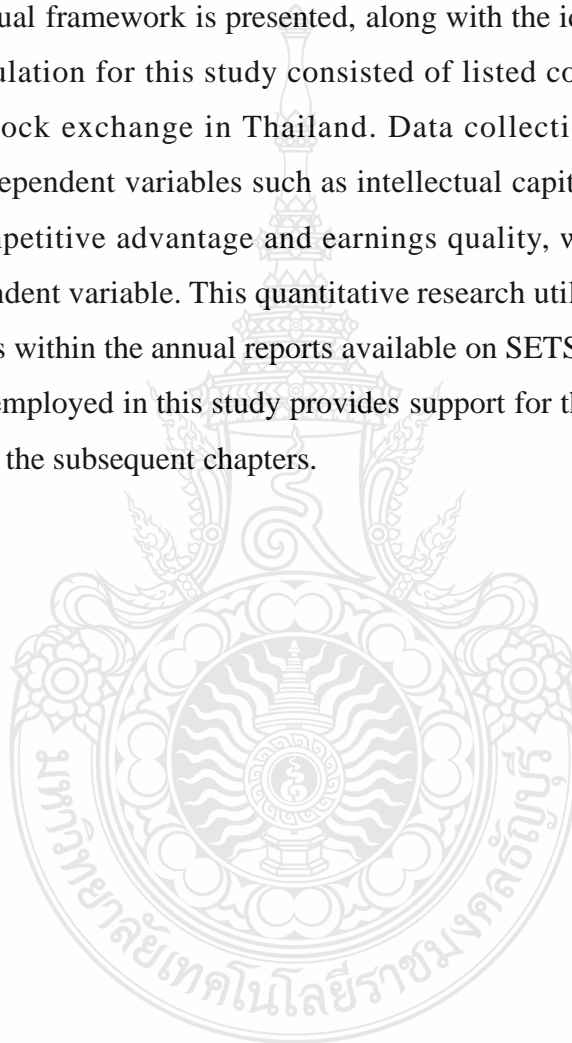 ual framework is presented, along with the i
ulation for this study consisted of listed co
ock exchange in Thailand. Data collecti
ependent variables such as intellectual capit
petitive advantage and earnings quality, w
ndent variable. This quantitative research util
s within the annual reports available on SETS
employed in this study provides support for th
the subsequent chapters.
มหาวิทยาลัยเทคโนโลยีราชมงคลธัญบุรี